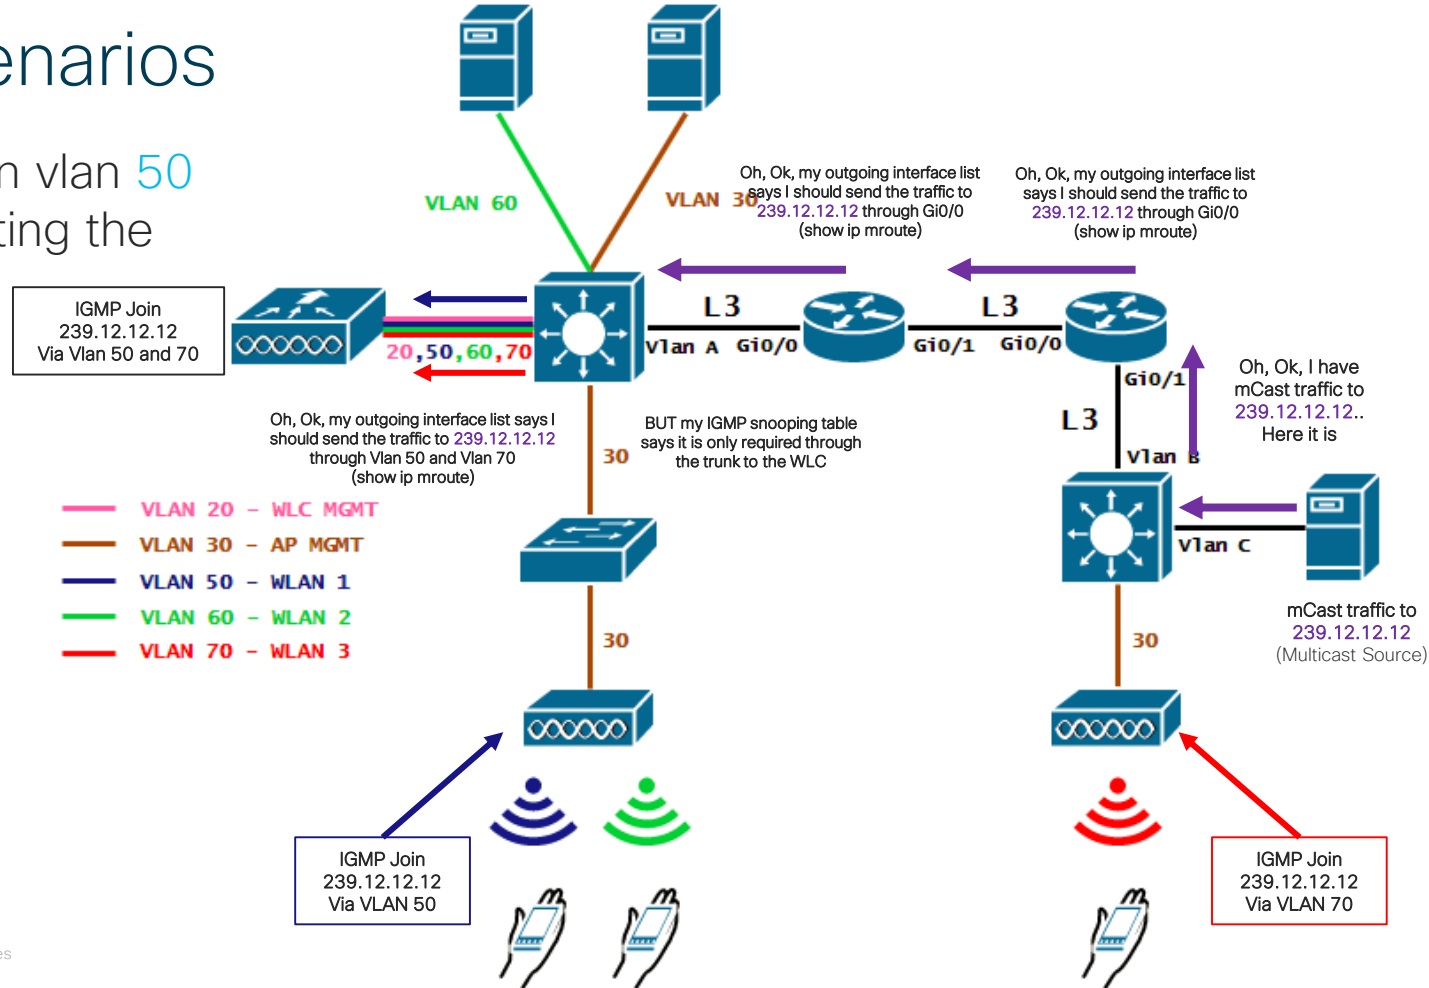 enarios
n vlan 50
ting the
VLAN 60
VLAN 30
Oh, Ok, my outgoing interface list
says I should send the traffic to
239.12.12.12 through Gi0/0
(show ip mroute)
Oh, Ok, my outgoing interface list
says I should send the traffic to
239.12.12.12 through Gi0/0
(show ip mroute)
IGMP Join
239.12.12.12
Via Vlan 50 and 70
20,50,60,70
L3
Vlan A
Gi0/0
L3
Gi0/1
Gi0/0
Gi0/1
L3
Vlan B
Oh, Ok, I have
mCast traffic to
239.12.12.12..
Here it is
Oh, Ok, my outgoing interface list says I
should send the traffic to 239.12.12.12
through Vlan 50 and Vlan 70
(show ip mroute)
30
BUT my IGMP snooping table
says it is only required through
the trunk to the WLC
VLAN 20 - WLC MGMT
VLAN 30 - AP MGMT
VLAN 50 - WLAN 1
VLAN 60 - WLAN 2
VLAN 70 - WLAN 3
Vlan C
mCast traffic to
239.12.12.12
(Multicast Source)
30
30
IGMP Join
239.12.12.12
Via VLAN 50
IGMP Join
239.12.12.12
Via VLAN 70
es